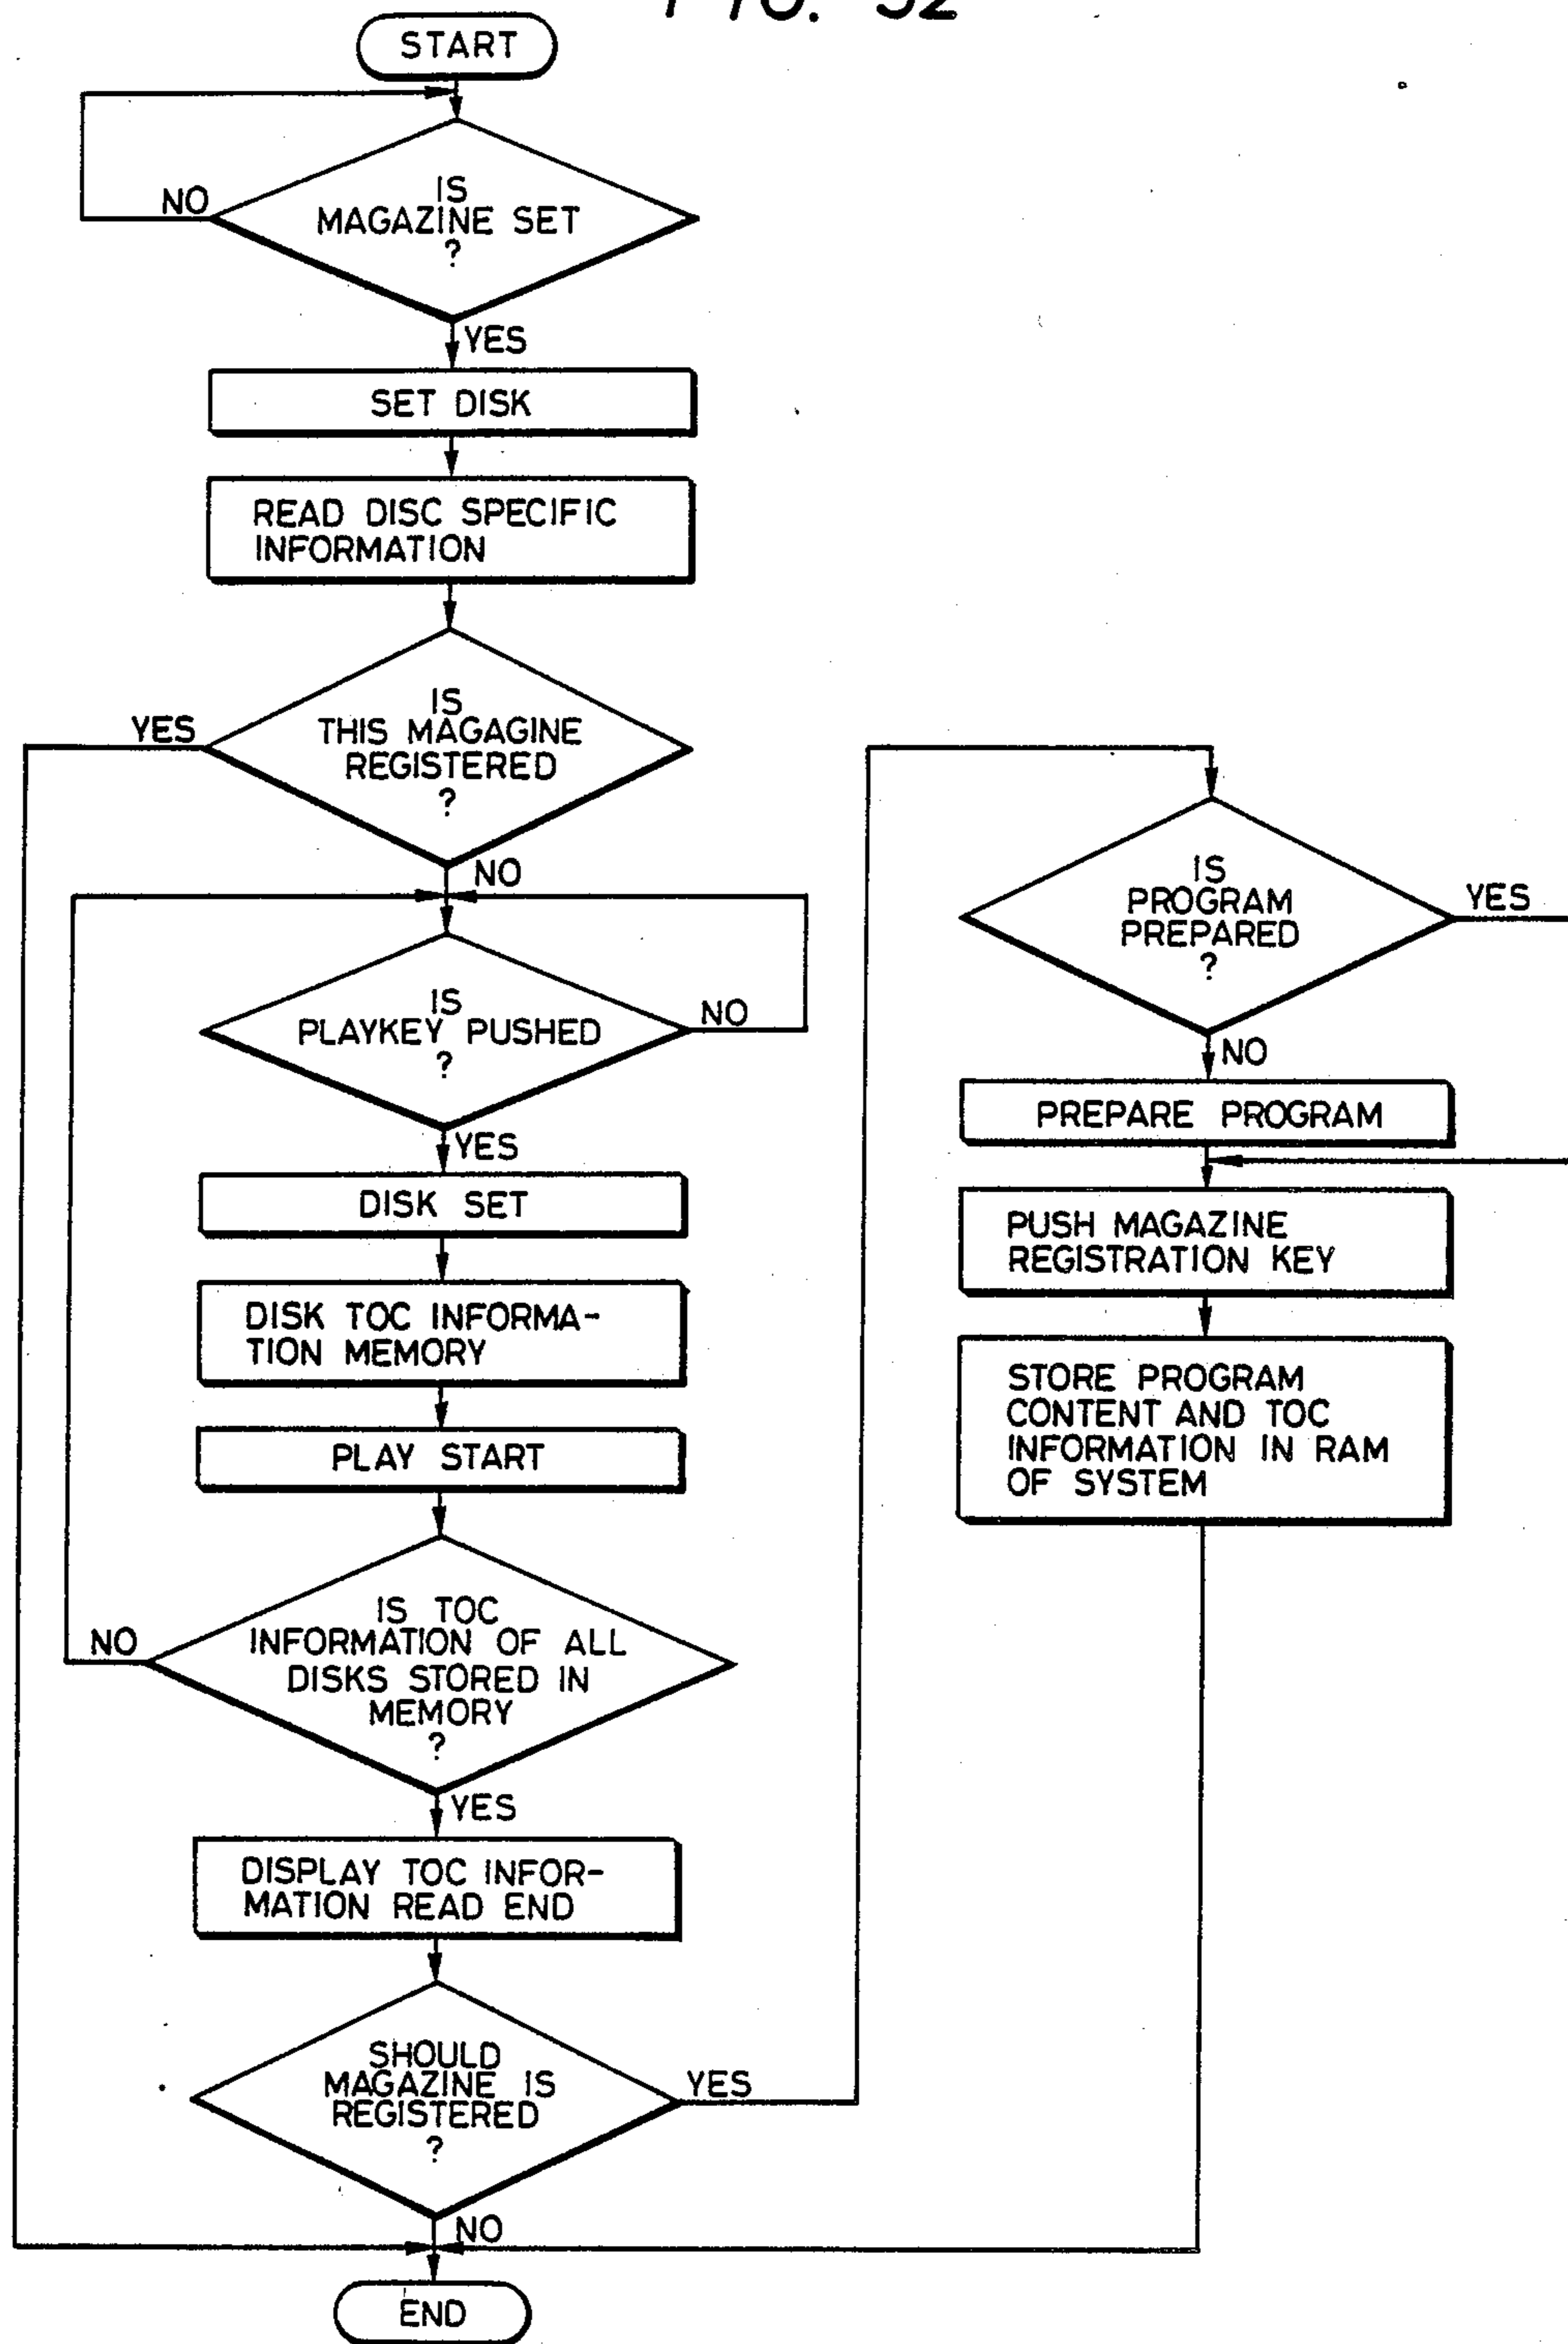 FIG. 32
START
IS
MAGAZINE SET
?
NO
YES
SET DISK
READ DISC SPECIFIC
INFORMATION
IS
THIS MAGAGINE
REGISTERED
?
YES
NO
IS
PLAYKEY PUSHED
?
NO
YES
DISK SET
DISK TOC INFORMA-
TION MEMORY
PLAY START
IS TOC
INFORMATION OF ALL
DISKS STORED IN
MEMORY
?
NO
YES
DISPLAY TOC INFOR-
MATION READ END
SHOULD
MAGAZINE IS
REGISTERED
?
YES
NO
END
IS
PROGRAM
PREPARED
?
YES
NO
PREPARE PROGRAM
PUSH MAGAZINE
REGISTRATION KEY
STORE PROGRAM
CONTENT AND TOC
INFORMATION IN RAM
OF SYSTEM